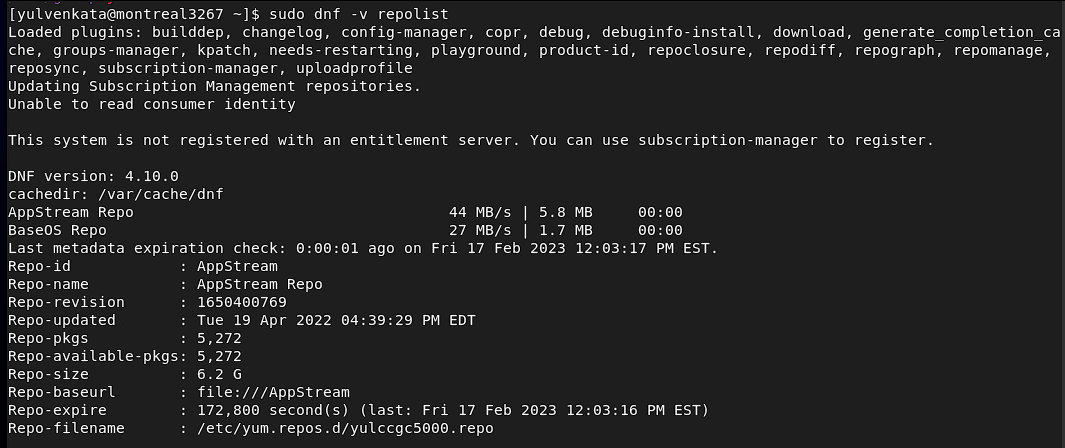 [yulvenkata@montreal3267 ~]$ sudo dnf -v repolist
Loaded plugins: builddep, changelog, config-manager, copr, debug, debuginfo-install, download, generate_completion_ca
che, groups-manager, kpatch, needs-restarting, playground, product-id, repoclosure, repodiff, repograph, repomanage,
reposync, subscription-manager, uploadprofile
Updating Subscription Management repositories.
Unable to read consumer identity
This system is not registered with an entitlement server. You can use subscription-manager to register.
DNF version: 4.10.0
cachedir: /var/cache/dnf
AppStream Repo                                   44 MB/s | 5.8 MB     00:00
BaseOS Repo                                      27 MB/s | 1.7 MB     00:00
Last metadata expiration check: 0:00:01 ago on Fri 17 Feb 2023 12:03:17 PM EST.
Repo-id            : AppStream
Repo-name          : AppStream Repo
Repo-revision      : 1650400769
Repo-updated       : Tue 19 Apr 2022 04:39:29 PM EDT
Repo-pkgs          : 5,272
Repo-available-pkgs: 5,272
Repo-size          : 6.2 G
Repo-baseurl       : file:///AppStream
Repo-expire        : 172,800 second(s) (last: Fri 17 Feb 2023 12:03:16 PM EST)
Repo-filename      : /etc/yum.repos.d/yulccgc5000.repo